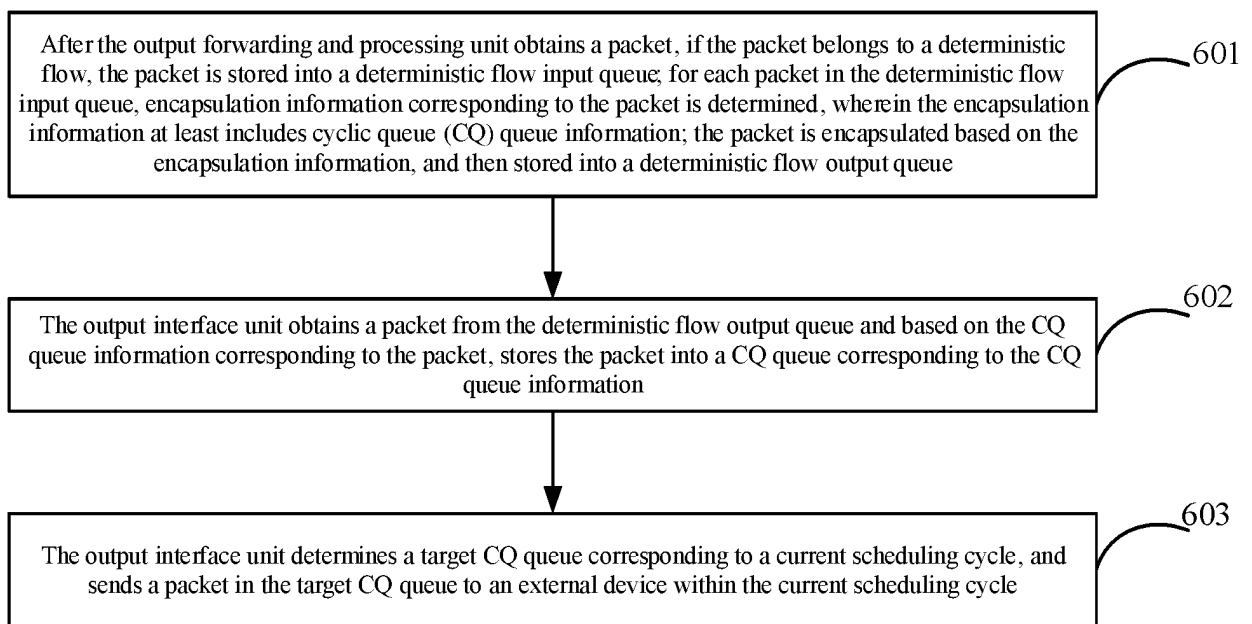 After the output forwarding and processing unit obtains a packet, if the packet belongs to a deterministic
flow, the packet is stored into a deterministic flow input queue; for each packet in the deterministic flow
input queue, encapsulation information corresponding to the packet is determined, wherein the encapsulation
information at least includes cyclic queue (CQ) queue information; the packet is encapsulated based on the
encapsulation information, and then stored into a deterministic flow output queue
601
The output interface unit obtains a packet from the deterministic flow output queue and based on the CQ
queue information corresponding to the packet, stores the packet into a CQ queue corresponding to the CQ
queue information
602
The output interface unit determines a target CQ queue corresponding to a current scheduling cycle, and
sends a packet in the target CQ queue to an external device within the current scheduling cycle
603